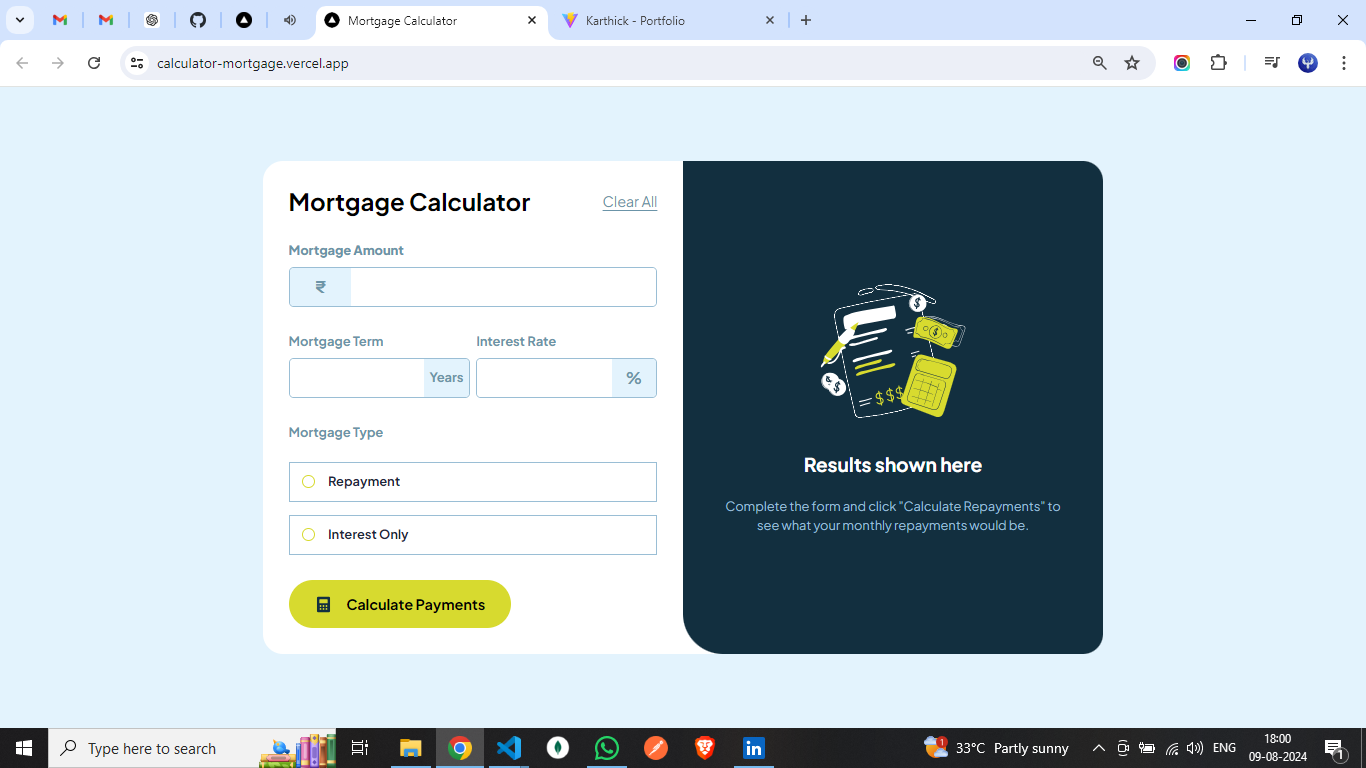 Mortgage Calculator
Karthick - Portfolio
calculator-mortgage.vercel.app
Mortgage Calculator
Clear All
Mortgage Amount
₹
Mortgage Term
Interest Rate
Years
%
Mortgage Type
Repayment
Interest Only
Calculate Payments
$
$
$
$
$$$
Results shown here
Complete the form and click "Calculate Repayments" to
see what your monthly repayments would be.
Type here to search
1
33°C Partly sunny
ENG
18:00
09-08-2024
1